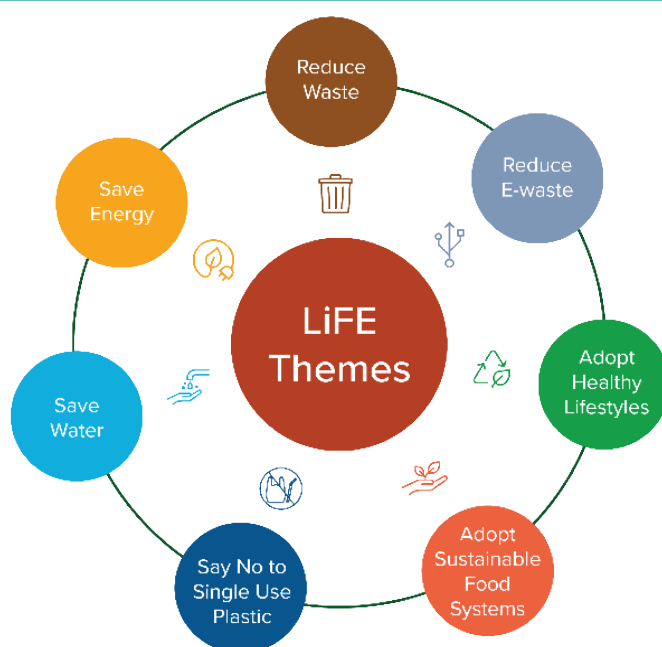 Reduce
Waste
Reduce
E-waste
Adopt
Healthy
Lifestyles
Adopt
Sustainable
Food
Systems
Say No to
Single Use
Plastic
Save
Water
Save
Energy
LiFE
Themes